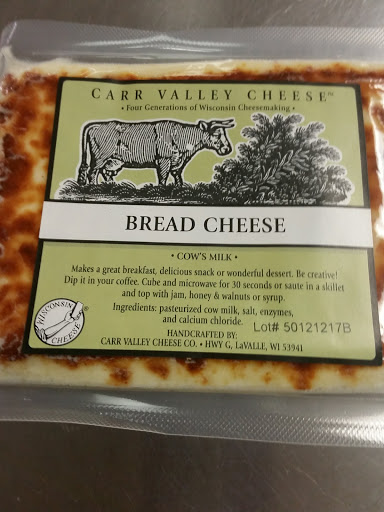 CARR VALLEY CHEESE™
• Four Generations of Wisconsin Cheesemaking •
BREAD CHEESE
• COW'S MILK •
Makes a great breakfast, delicious snack or wonderful dessert. Be creative!
Dip it in your coffee. Cube and microwave for 30 seconds or saute in a skillet
and top with jam, honey & walnuts or syrup.
Ingredients: pasteurized cow milk, salt, enzymes,
and calcium chloride.
Lot# 50121217B
HANDCRAFTED BY:
CARR VALLEY CHEESE CO. • HWY G, LaVALLE, WI 53941
WISCONSIN
CHEESE
®